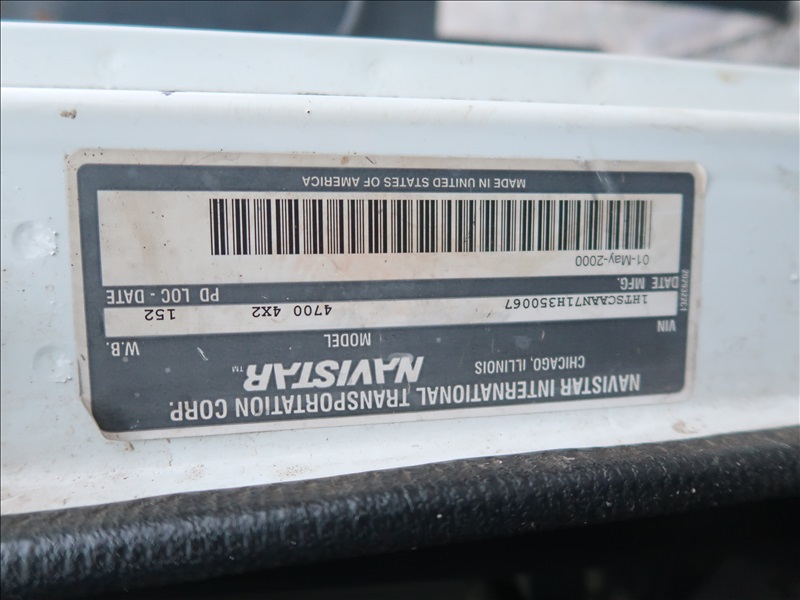 NAVISTAR INTERNATIONAL TRANSPORTATION CORP.
CHICAGO, ILLINOIS NAVISTAR™
VIN MODEL W.B.
1HTSCAAN71H350067 4700 4X2 152
DATE MFG. PD LOC - DATE
01-May-2000
MADE IN UNITED STATES OF AMERICA